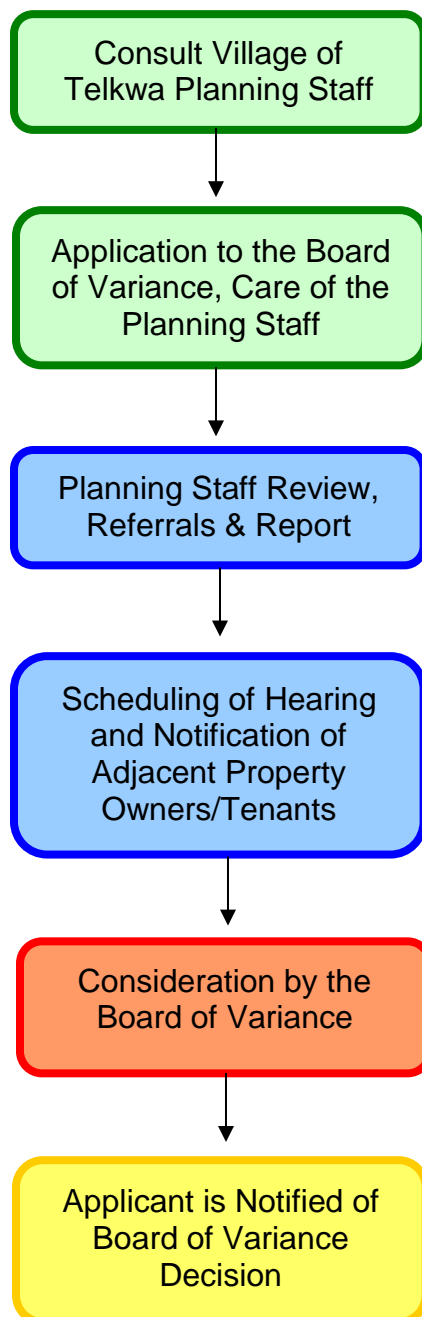 Consult Village of
Telkwa Planning Staff
Application to the Board
of Variance, Care of the
Planning Staff
Planning Staff Review,
Referrals & Report
Scheduling of Hearing
and Notification of
Adjacent Property
Owners/Tenants
Consideration by the
Board of Variance
Applicant is Notified of
Board of Variance
Decision